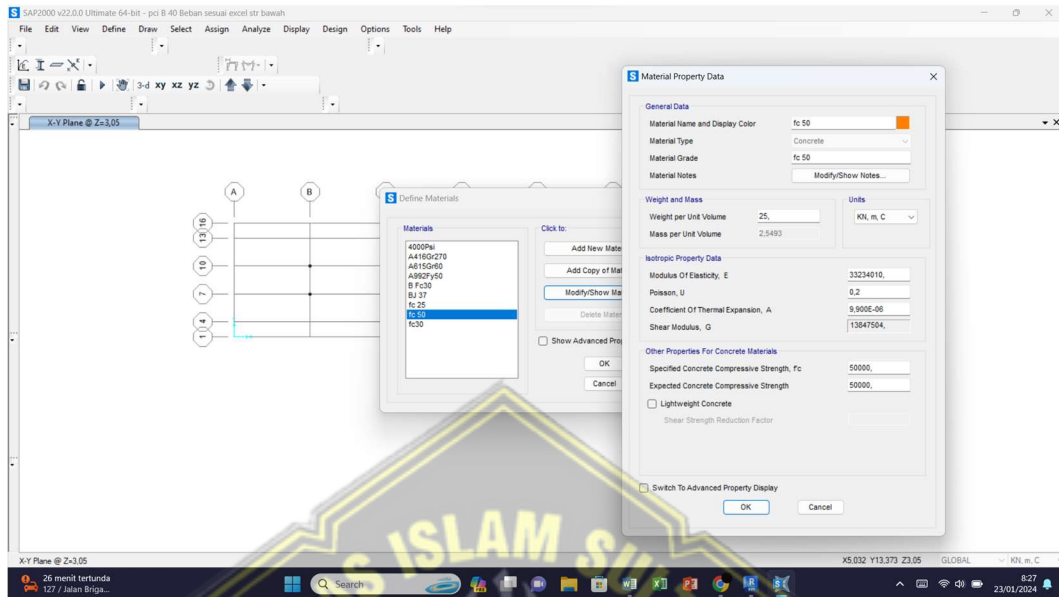 SAP2000 v22.0.0 Ultimate 64-bit - pci B 40 Beban sesuai excel str bawah
File Edit View Define Draw Select Assign Analyze Display Design Options Tools Help
3-d xy xz yz
X-Y Plane @ Z=3,05
A B
16
13
10
7
4
1
Define Materials
Materials
4000Psi
A416Gr270
A615Gr60
A992Fy50
B Fc30
BJ 37
fc 25
fc 50
fc30
Click to:
Add New Mate
Add Copy of Mat
Modify/Show Ma
Delete Mater
Show Advanced Prop
OK
Cancel
Material Property Data
General Data
Material Name and Display Color fc 50
Material Type Concrete
Material Grade fc 50
Material Notes Modify/Show Notes...
Weight and Mass Units
Weight per Unit Volume 25, KN, m, C
Mass per Unit Volume 2,5493
Isotropic Property Data
Modulus Of Elasticity, E 33234010,
Poisson, U 0,2
Coefficient Of Thermal Expansion, A 9,900E-06
Shear Modulus, G 13847504,
Other Properties For Concrete Materials
Specified Concrete Compressive Strength, f'c 50000,
Expected Concrete Compressive Strength 50000,
Lightweight Concrete
Shear Strength Reduction Factor
Switch To Advanced Property Display
OK Cancel
S ISLAM SU
X-Y Plane @ Z=3,05 X5,032 Y13,373 Z3,05 GLOBAL KN, m, C
26 menit tertunda
127 / Jalan Briga...
Search
8:27
23/01/2024